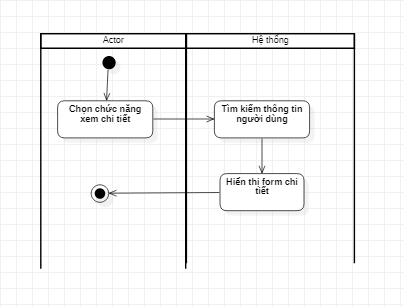 Actor
Hệ thống
Chọn chức năng
xem chi tiết
Tìm kiếm thông tin
người dùng
Hiển thị form chi
tiết